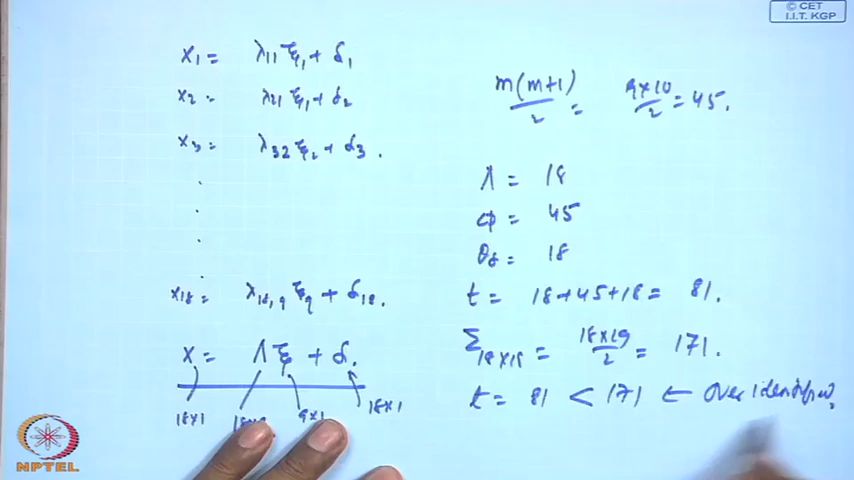 © CET
I.I.T. KGP
x₁ = λ₁₁ ξ₁ + δ₁
x₂ = λ₂₁ ξ₁ + δ₂
x₃ = λ₃₂ ξ₂ + δ₃.
x₁₈ = λ₁₈,₉ ξ₉ + δ₁₈.
x = Λ ξ + δ.
18×1 9×1 18×1
m(m+1)/2 = 9×10/2 = 45.
Λ = 18
Φ = 45
θδ = 18
t = 18+45+18 = 81.
Σ₁₈ₓ₁₈ = 18×19/2 = 171.
t = 81 < 171 ← Over identified.
NPTEL